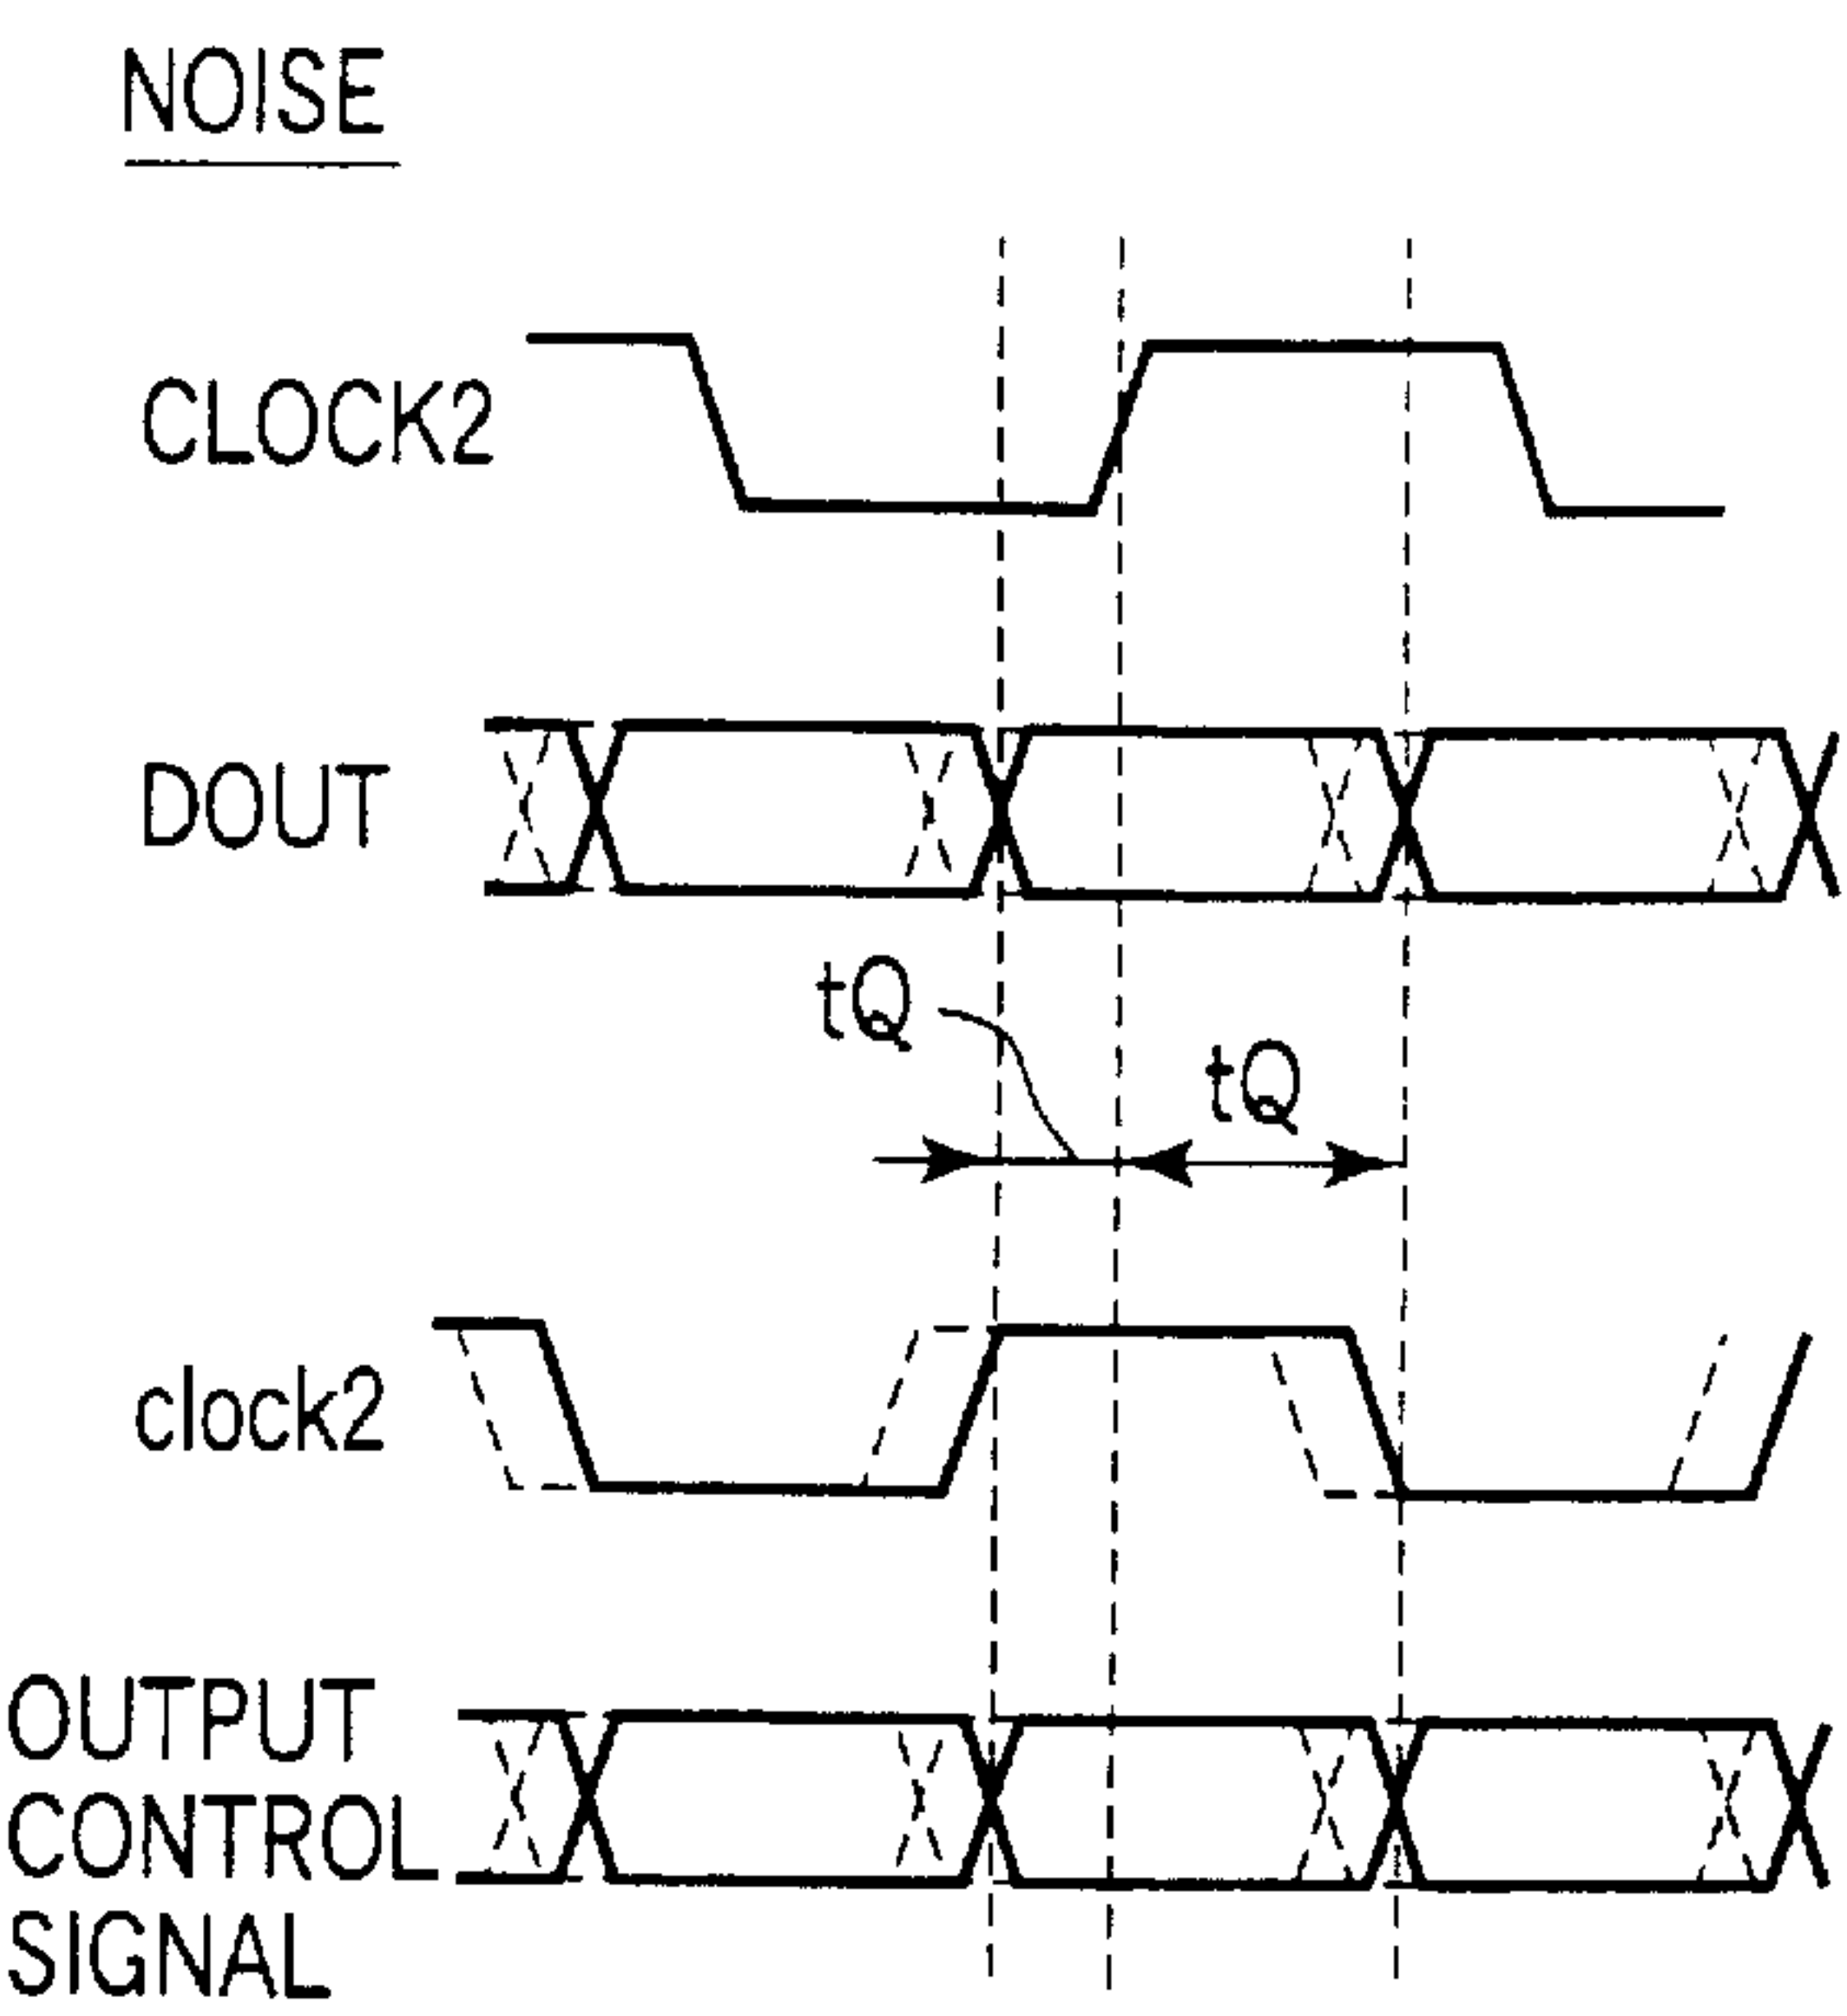 NOISE
CLOCK2
DOUT
tQ
tQ
clock2
OUTPUT
CONTROL
SIGNAL